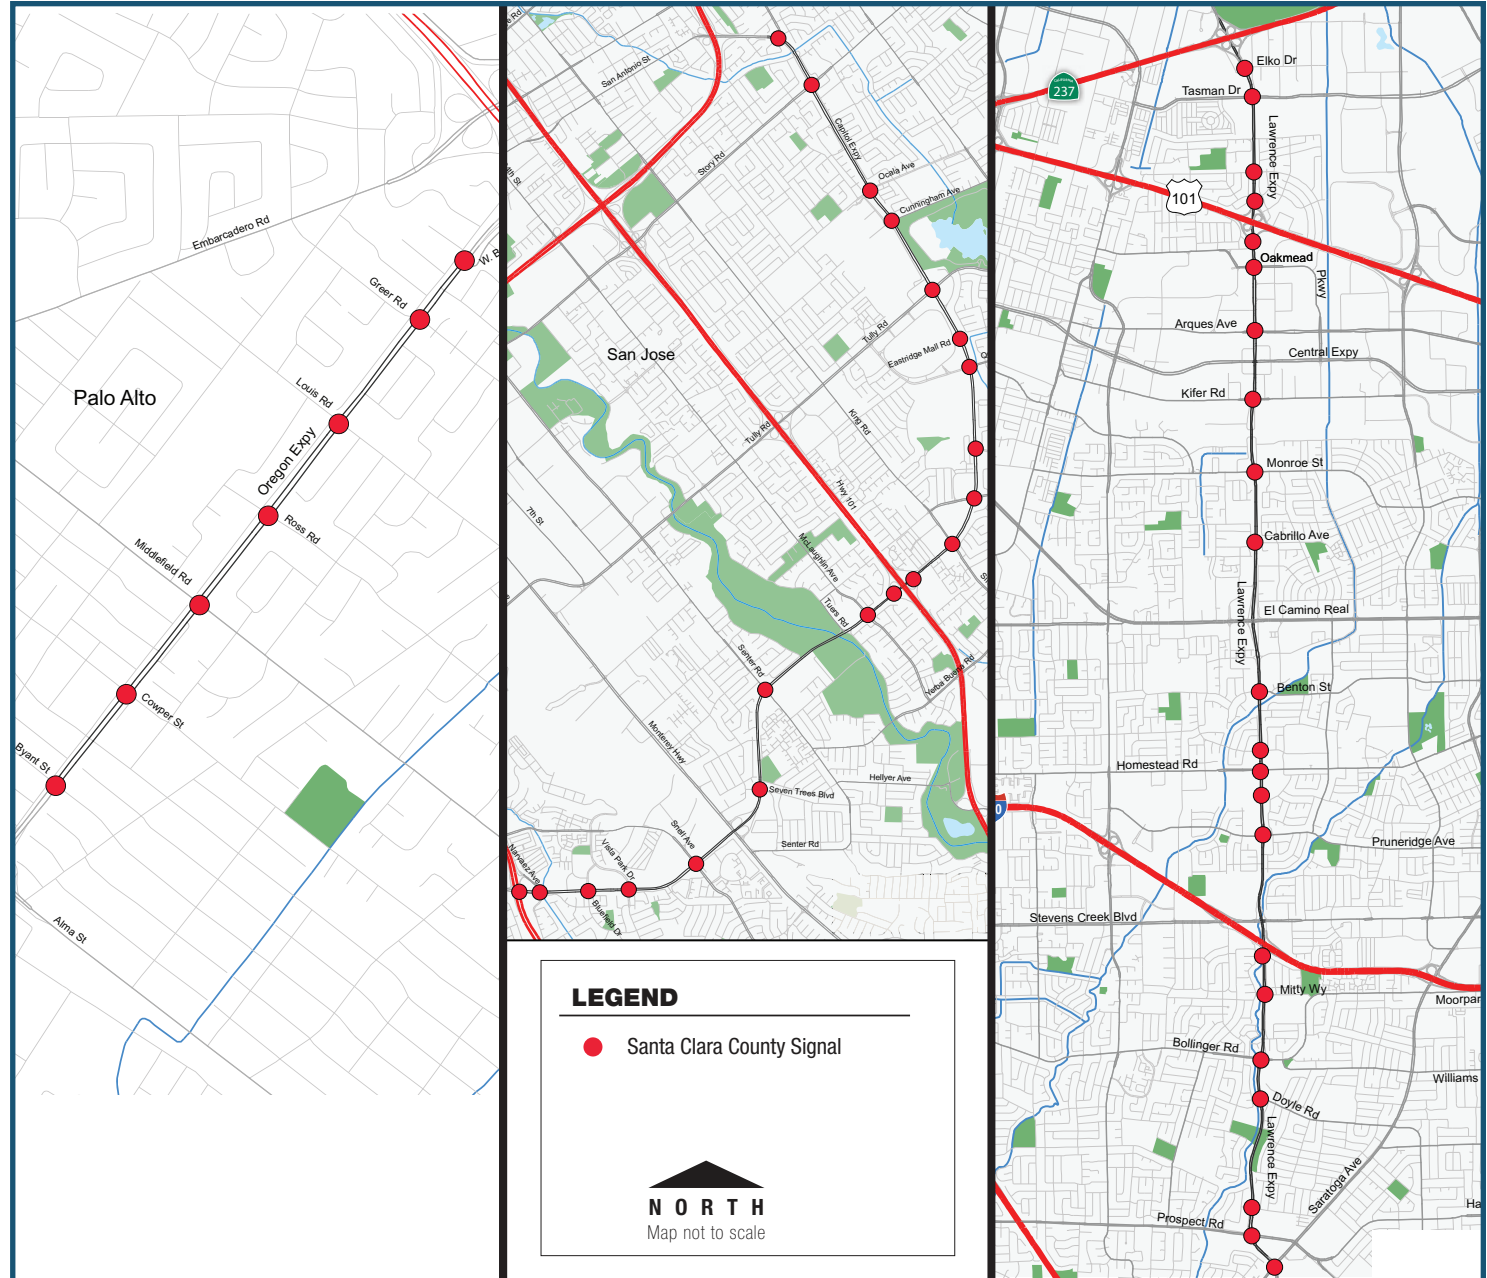 Embarcadero Rd
W. B
Greer Rd
Palo Alto
Louis Rd
Oregon Expy
Ross Rd
Middlefield Rd
Cowper St
Byant St
Alma St
San Antonio St
Capitol Expy
Story Rd
Ocala Ave
Cunningham Ave
Tully Rd
Eastridge Mall Rd
San Jose
King Rd
Tully Rd
Hwy 101
7th St
McLaughlin Ave
Tuers Rd
Senter Rd
Yerba Buena Rd
Monterey Hwy
Hellyer Ave
Seven Trees Blvd
Snell Ave
Senter Rd
Vista Park Dr
Narvaez Ave
Bluefield Dr
LEGEND
Santa Clara County Signal
NORTH
Map not to scale
Elko Dr
237
Tasman Dr
Lawrence Expy
101
Oakmead
Pkwy
Arques Ave
Central Expy
Kifer Rd
Monroe St
Cabrillo Ave
Lawrence Expy
El Camino Real
Benton St
Homestead Rd
0
Pruneridge Ave
Stevens Creek Blvd
Mitty Wy
Moorpar
Bollinger Rd
Williams
Doyle Rd
Lawrence Expy
Saratoga Ave
Ha
Prospect Rd